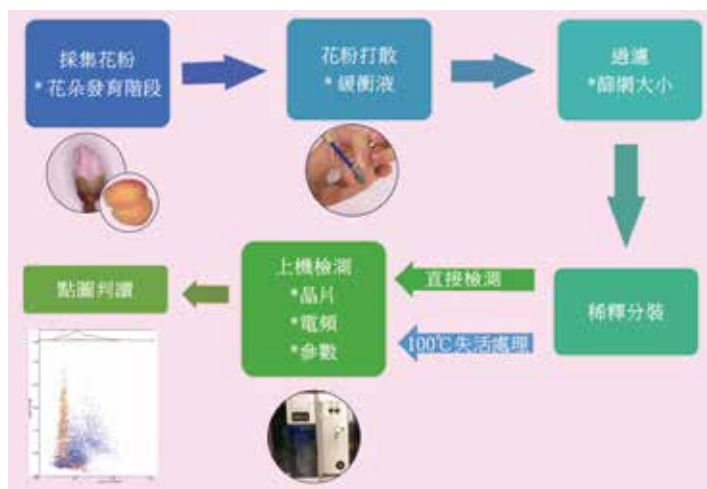 採集花粉
*花朵發育階段
花粉打散
*緩衝液
過濾
*篩網大小
稀釋分裝
直接檢測
100℃失活處理
上機檢測
*晶片
*電頻
*參數
點圖判讀